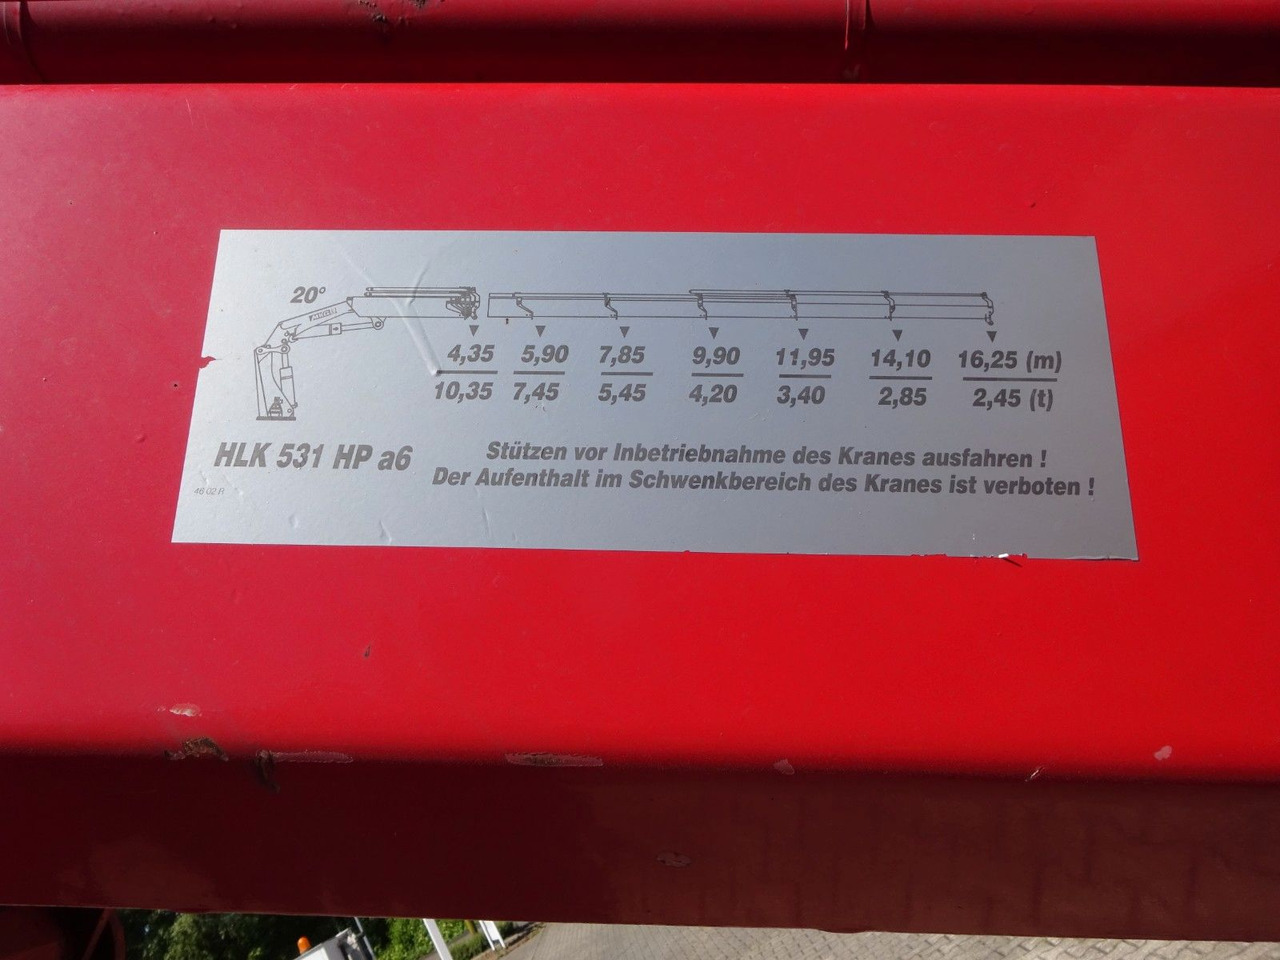 20°
4,35 5,90 7,85 9,90 11,95 14,10 16,25 (m)
10,35 7,45 5,45 4,20 3,40 2,85 2,45 (t)
HLK 531 HP a6
Stützen vor Inbetriebnahme des Kranes ausfahren !
Der Aufenthalt im Schwenkbereich des Kranes ist verboten !
46 02 R